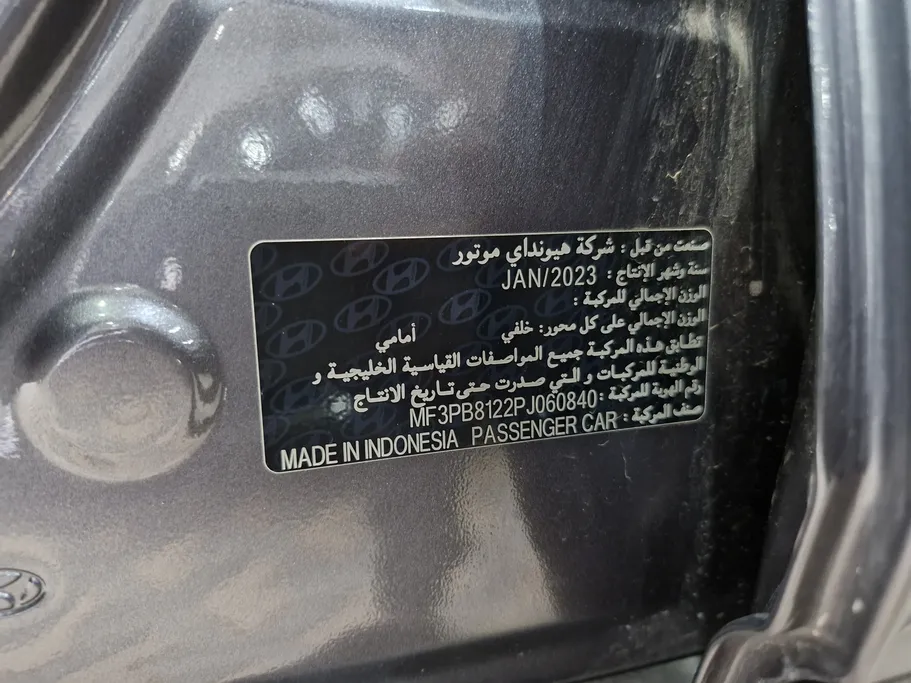 صنعت من قبل : شركة هيونداي موتور
سنة وشهر الإنتاج : JAN/2023
الوزن الإجمالي للمركبة :
الوزن الإجمالي على كل محور: خلفي أمامي
تطابق هذه المركبة جميع المواصفات القياسية الخليجية و
الوطنية للمركبات و التي صدرت حتى تاريخ الانتاج
رقم الهوية للمركبة : MF3PB8122PJ060840
صنف المركبة : PASSENGER CAR MADE IN INDONESIA